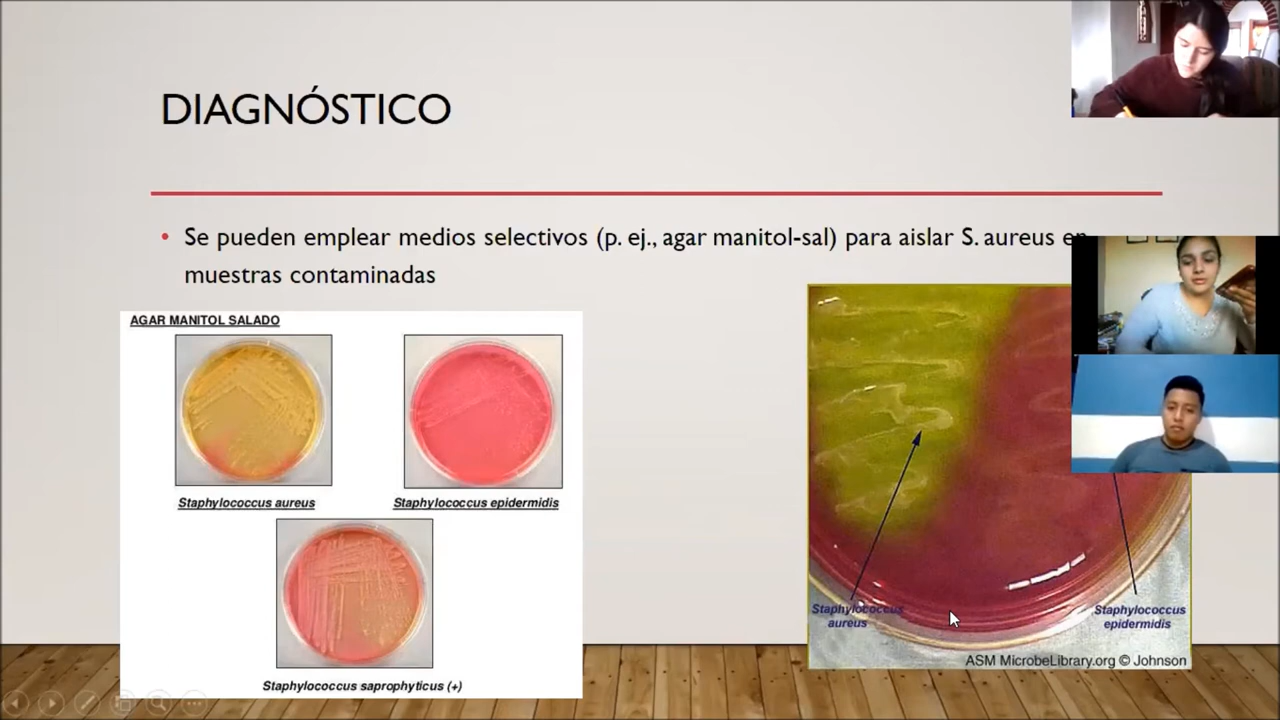 DIAGNÓSTICO
• Se pueden emplear medios selectivos (p. ej., agar manitol-sal) para aislar S. aureus en
muestras contaminadas
AGAR MANITOL SALADO
Staphylococcus aureus
Staphylococcus epidermidis
Staphylococcus saprophyticus (+)
Staphylococcus
aureus
Staphylococcus
epidermidis
ASM MicrobeLibrary.org © Johnson